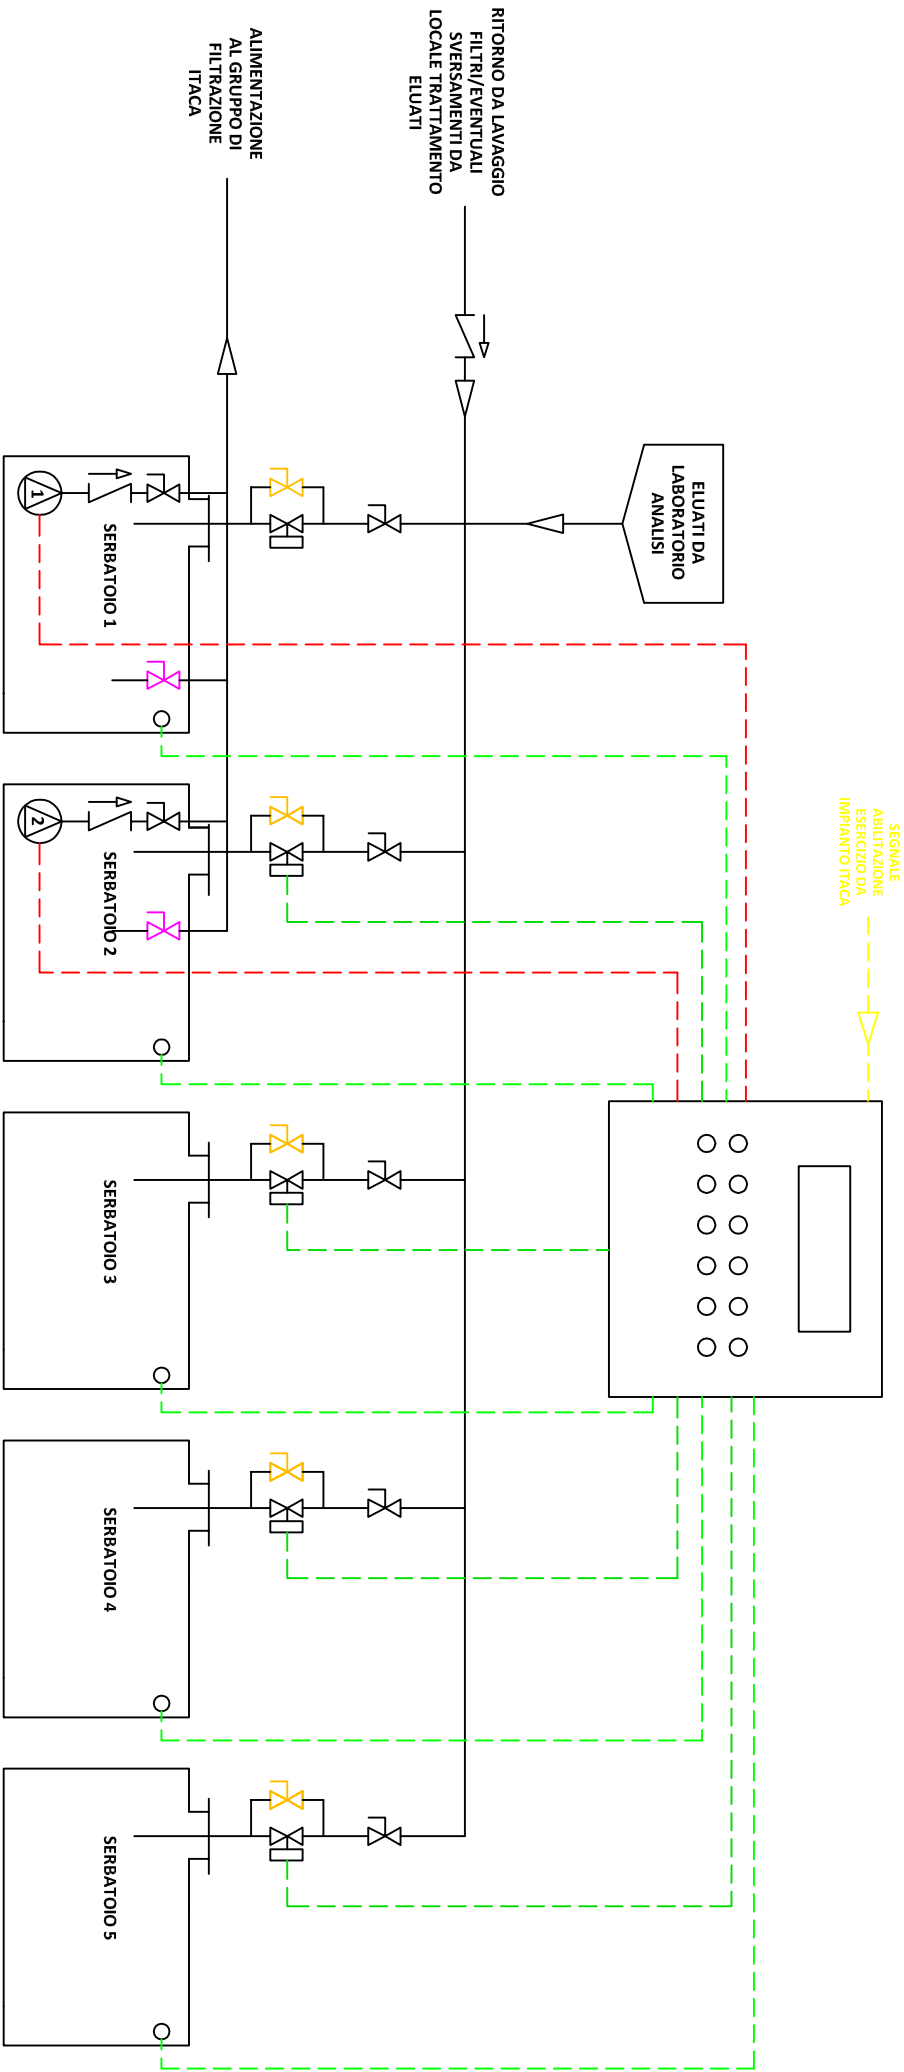 RITORNO DA LAVAGGIO
FILTRI/EVENTUALI
SVERSAMENTI DA
LOCALE TRATTAMENTO
ELUATI
ALIMENTAZIONE
AL GRUPPO DI
FILTRAZIONE
ITACA
ELUATI DA
LABORATORIO
ANALISI
SEGNALE
ABILITAZIONE
ESERCIZIO DA
IMPIANTO ITACA
1
SERBATOIO 1
2
SERBATOIO 2
SERBATOIO 3
SERBATOIO 4
SERBATOIO 5